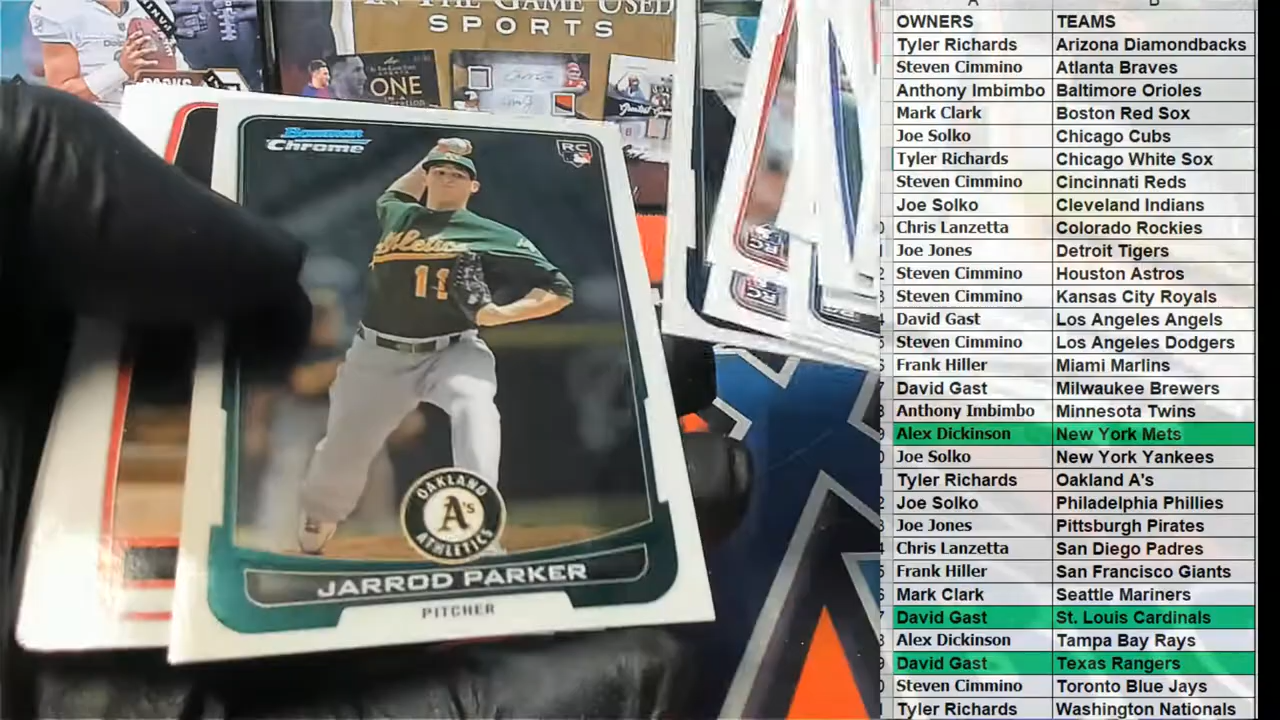 IN THE GAME USED
SPORTS
ONE
Bowman
Chrome
RC
Athletics
11
OAKLAND
A's
ATHLETICS
JARROD PARKER
PITCHER
RC
RC
OWNERS TEAMS
Tyler Richards Arizona Diamondbacks
Steven Cimmino Atlanta Braves
Anthony Imbimbo Baltimore Orioles
Mark Clark Boston Red Sox
Joe Solko Chicago Cubs
Tyler Richards Chicago White Sox
Steven Cimmino Cincinnati Reds
Joe Solko Cleveland Indians
Chris Lanzetta Colorado Rockies
Joe Jones Detroit Tigers
Steven Cimmino Houston Astros
Steven Cimmino Kansas City Royals
David Gast Los Angeles Angels
Steven Cimmino Los Angeles Dodgers
Frank Hiller Miami Marlins
David Gast Milwaukee Brewers
Anthony Imbimbo Minnesota Twins
Alex Dickinson New York Mets
Joe Solko New York Yankees
Tyler Richards Oakland A's
Joe Solko Philadelphia Phillies
Joe Jones Pittsburgh Pirates
Chris Lanzetta San Diego Padres
Frank Hiller San Francisco Giants
Mark Clark Seattle Mariners
David Gast St. Louis Cardinals
Alex Dickinson Tampa Bay Rays
David Gast Texas Rangers
Steven Cimmino Toronto Blue Jays
Tyler Richards Washington Nationals